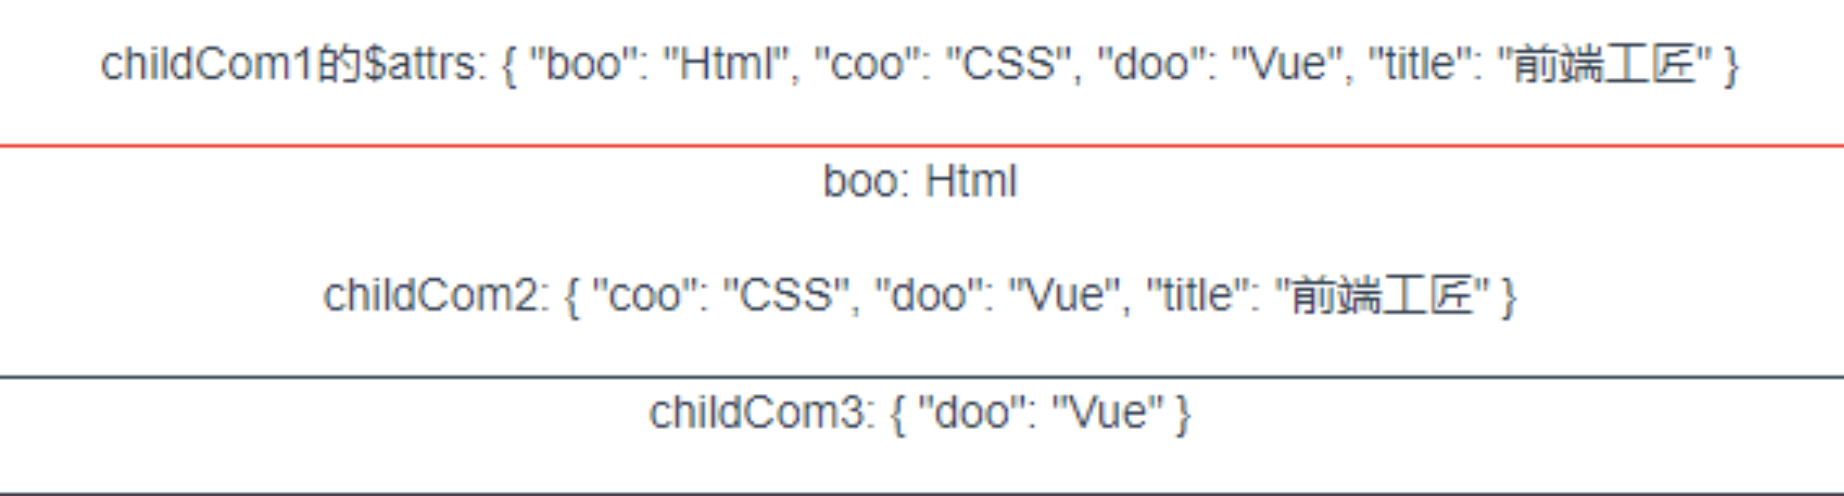 childCom1的$attrs: { "boo": "Html", "coo": "CSS", "doo": "Vue", "title": "前端工匠" }
boo: Html
childCom2: { "coo": "CSS", "doo": "Vue", "title": "前端工匠" }
childCom3: { "doo": "Vue" }